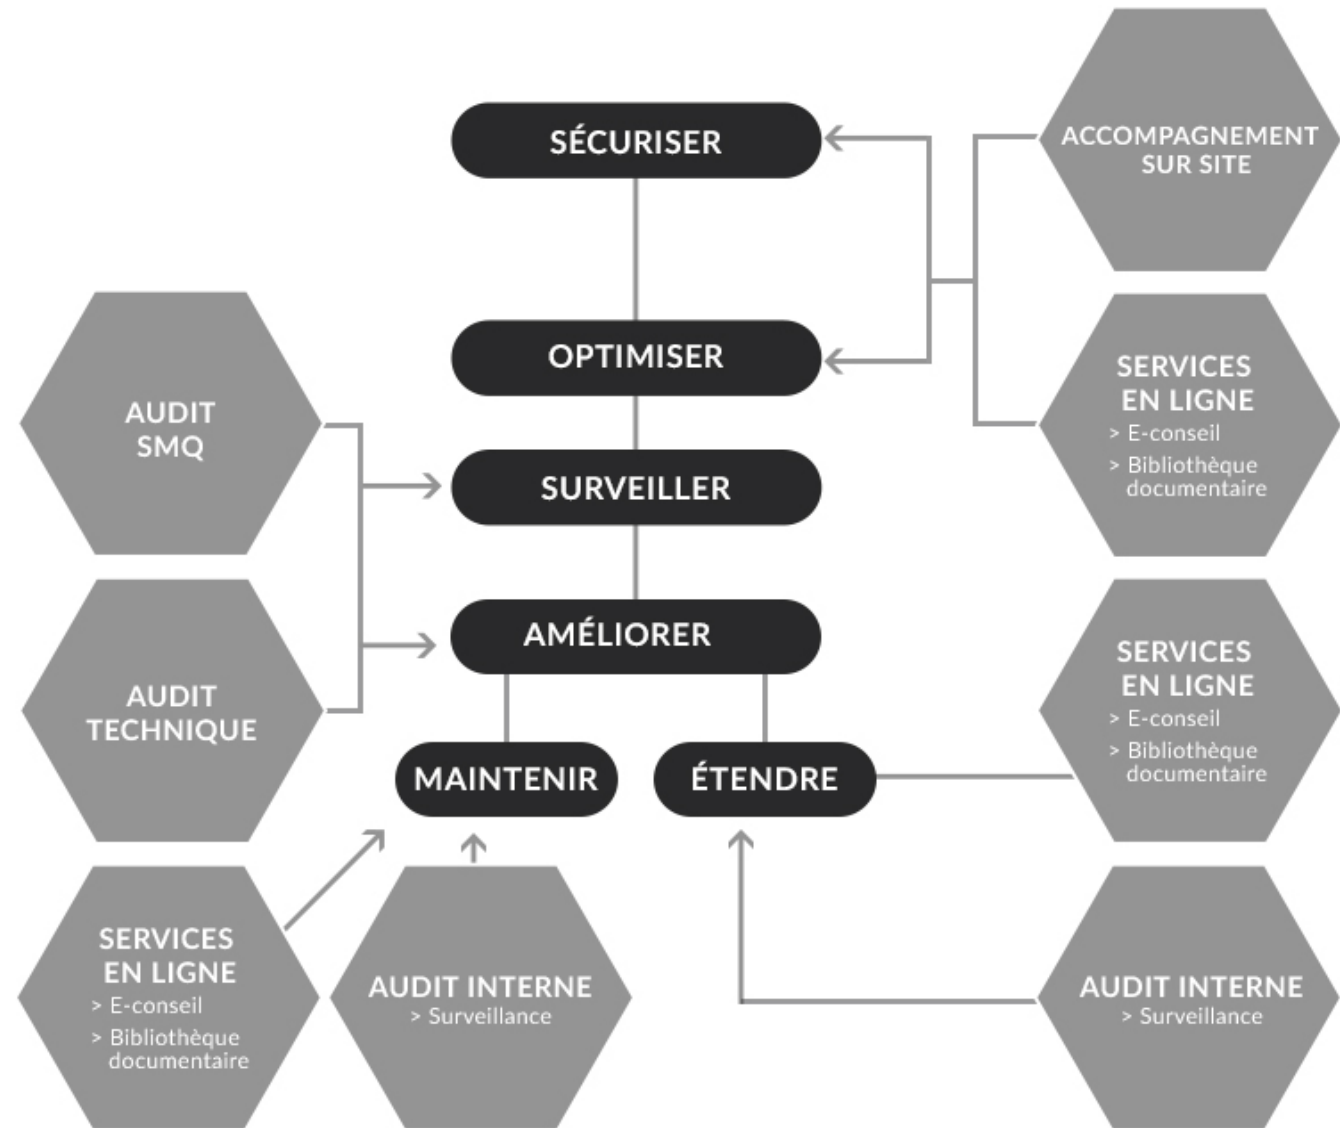 SÉCURISER
ACCOMPAGNEMENT
SUR SITE
OPTIMISER
SERVICES
EN LIGNE
> E-conseil
> Bibliothèque
documentaire
AUDIT
SMQ
SURVEILLER
AMÉLIORER
AUDIT
TECHNIQUE
SERVICES
EN LIGNE
> E-conseil
> Bibliothèque
documentaire
MAINTENIR
ÉTENDRE
SERVICES
EN LIGNE
> E-conseil
> Bibliothèque
documentaire
AUDIT INTERNE
> Surveillance
AUDIT INTERNE
> Surveillance